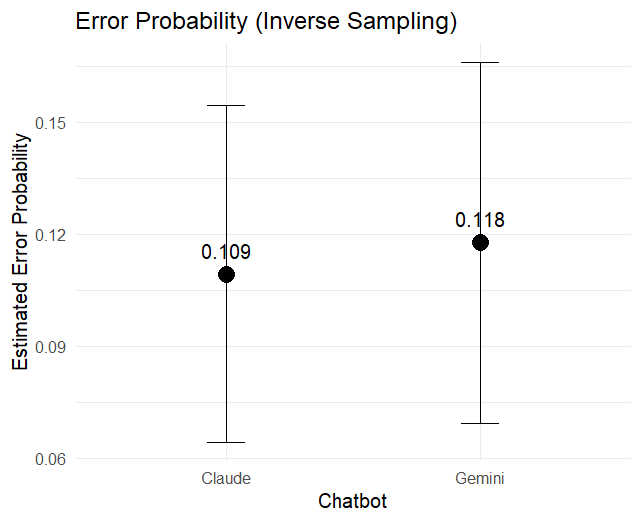 Error Probability (Inverse Sampling)
Estimated Error Probability
0.15
0.12
0.09
0.06
0.109
0.118
Claude
Gemini
Chatbot